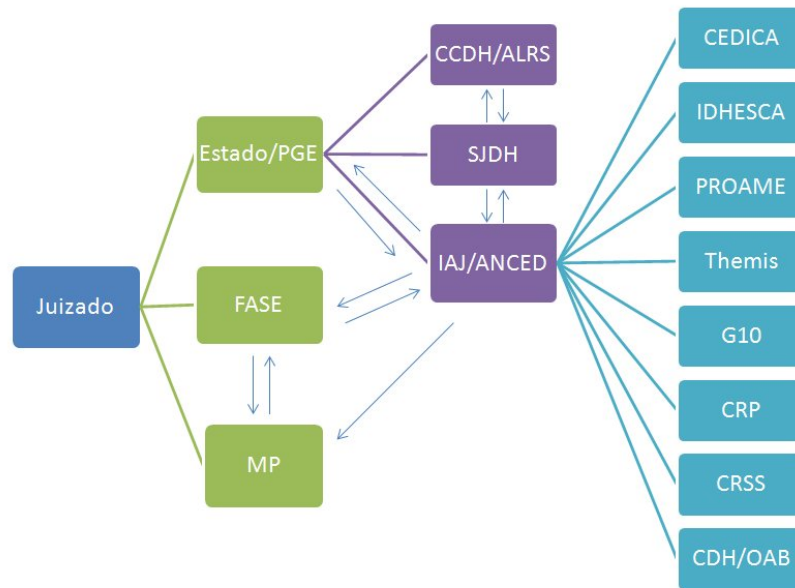 Juizado
Estado/PGE
FASE
MP
CCDH/ALRS
SJDH
IAJ/ANCED
CEDICA
IDHESCA
PROAME
Themis
G10
CRP
CRSS
CDH/OAB